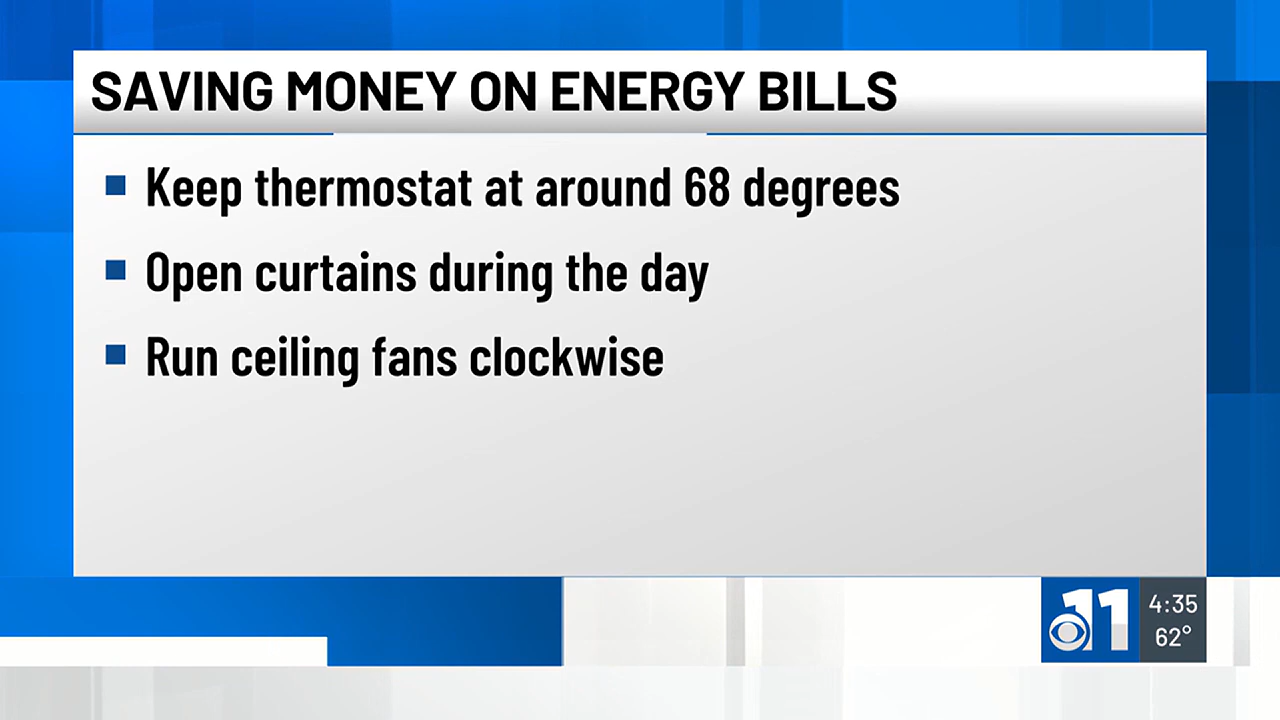 SAVING MONEY ON ENERGY BILLS
Keep thermostat at around 68 degrees
Open curtains during the day
Run ceiling fans clockwise
11
4:35
62°